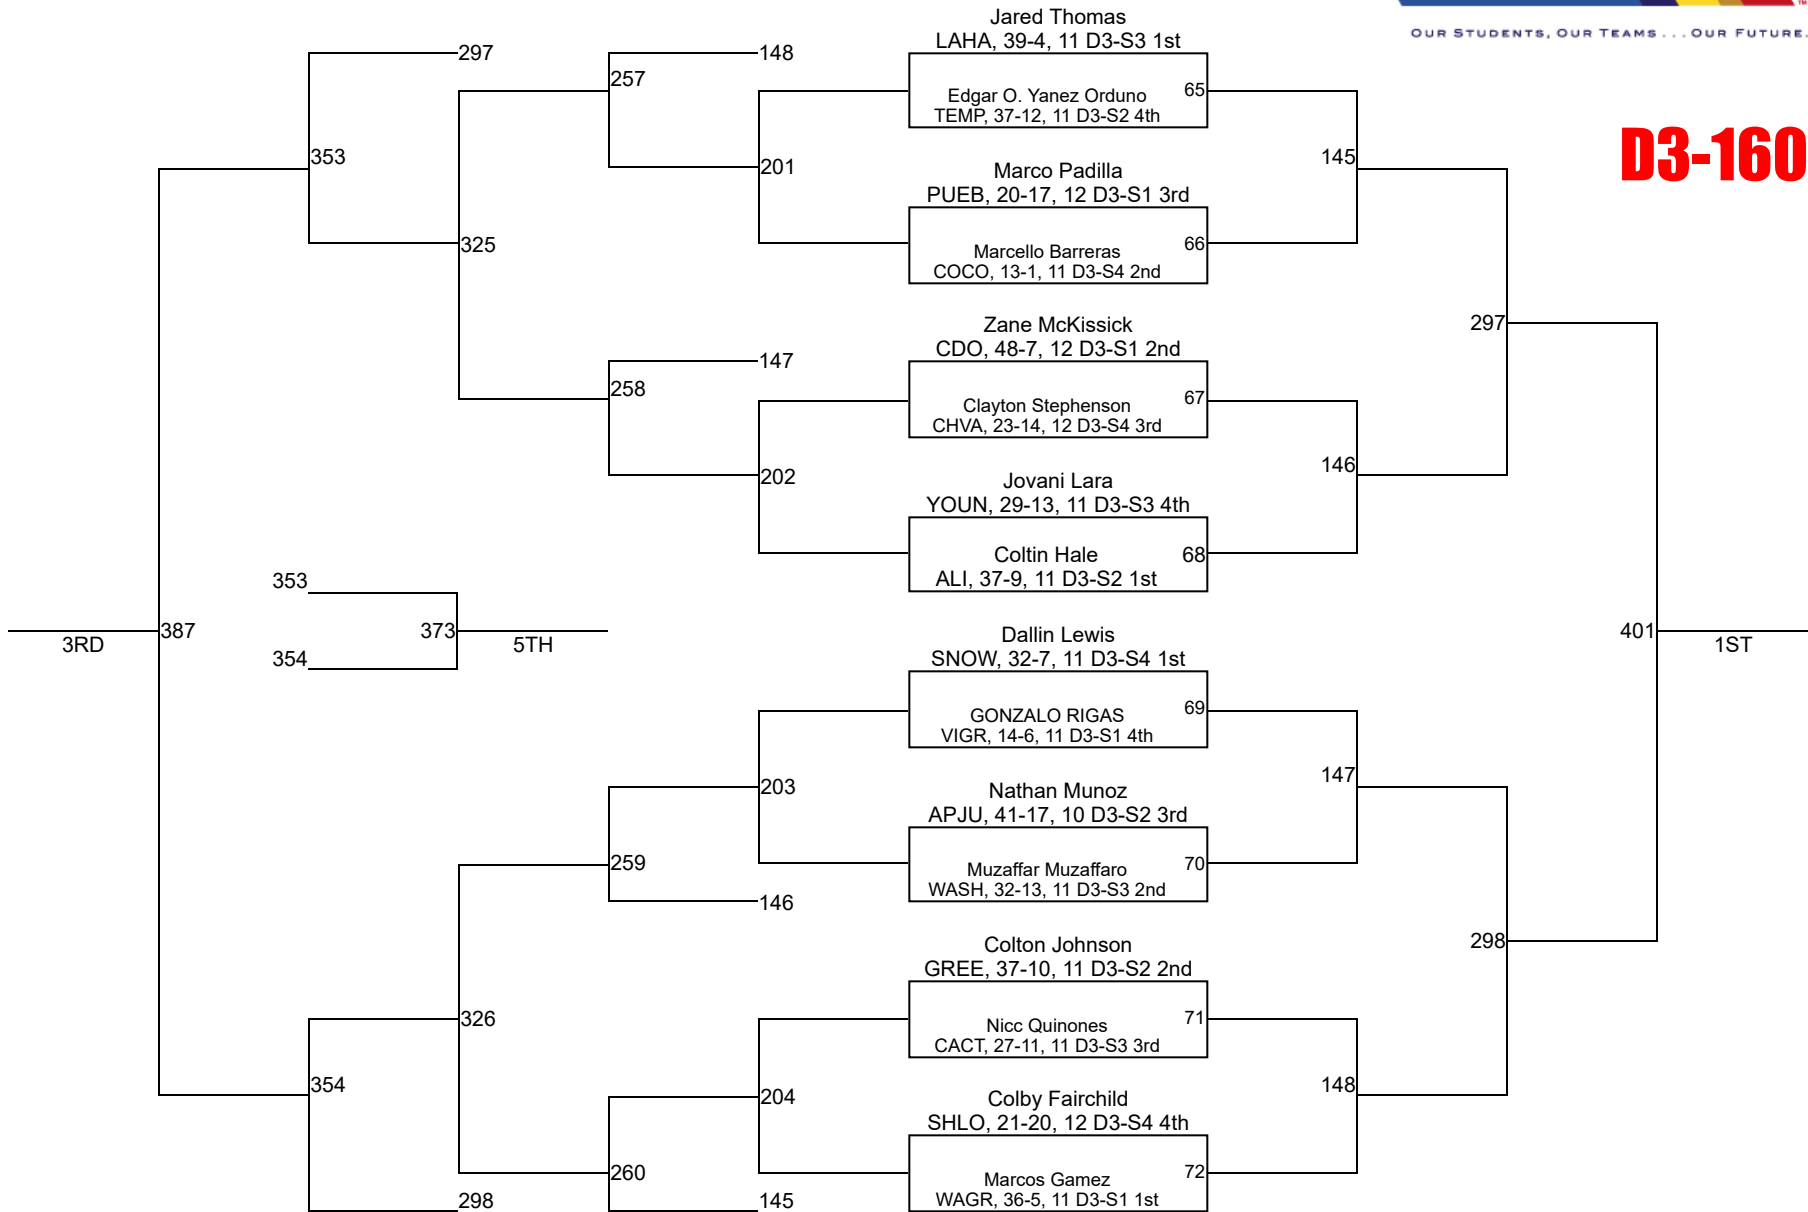 OUR STUDENTS, OUR TEAMS . . . OUR FUTURE.
TM
D3-160
Jared Thomas
LAHA, 39-4, 11 D3-S3 1st
297
148
257
Edgar O. Yanez Orduno
TEMP, 37-12, 11 D3-S2 4th
65
353
201
145
Marco Padilla
PUEB, 20-17, 12 D3-S1 3rd
325
Marcello Barreras
COCO, 13-1, 11 D3-S4 2nd
66
Zane McKissick
CDO, 48-7, 12 D3-S1 2nd
297
147
258
Clayton Stephenson
CHVA, 23-14, 12 D3-S4 3rd
67
202
146
Jovani Lara
YOUN, 29-13, 11 D3-S3 4th
Coltin Hale
ALI, 37-9, 11 D3-S2 1st
68
353
3RD
387
373
5TH
354
401
1ST
Dallin Lewis
SNOW, 32-7, 11 D3-S4 1st
GONZALO RIGAS
VIGR, 14-6, 11 D3-S1 4th
69
203
147
Nathan Munoz
APJU, 41-17, 10 D3-S2 3rd
259
Muzaffar Muzaffaro
WASH, 32-13, 11 D3-S3 2nd
70
146
Colton Johnson
GREE, 37-10, 11 D3-S2 2nd
298
326
Nicc Quinones
CACT, 27-11, 11 D3-S3 3rd
71
354
204
148
Colby Fairchild
SHLO, 21-20, 12 D3-S4 4th
260
Marcos Gamez
WAGR, 36-5, 11 D3-S1 1st
72
298
145